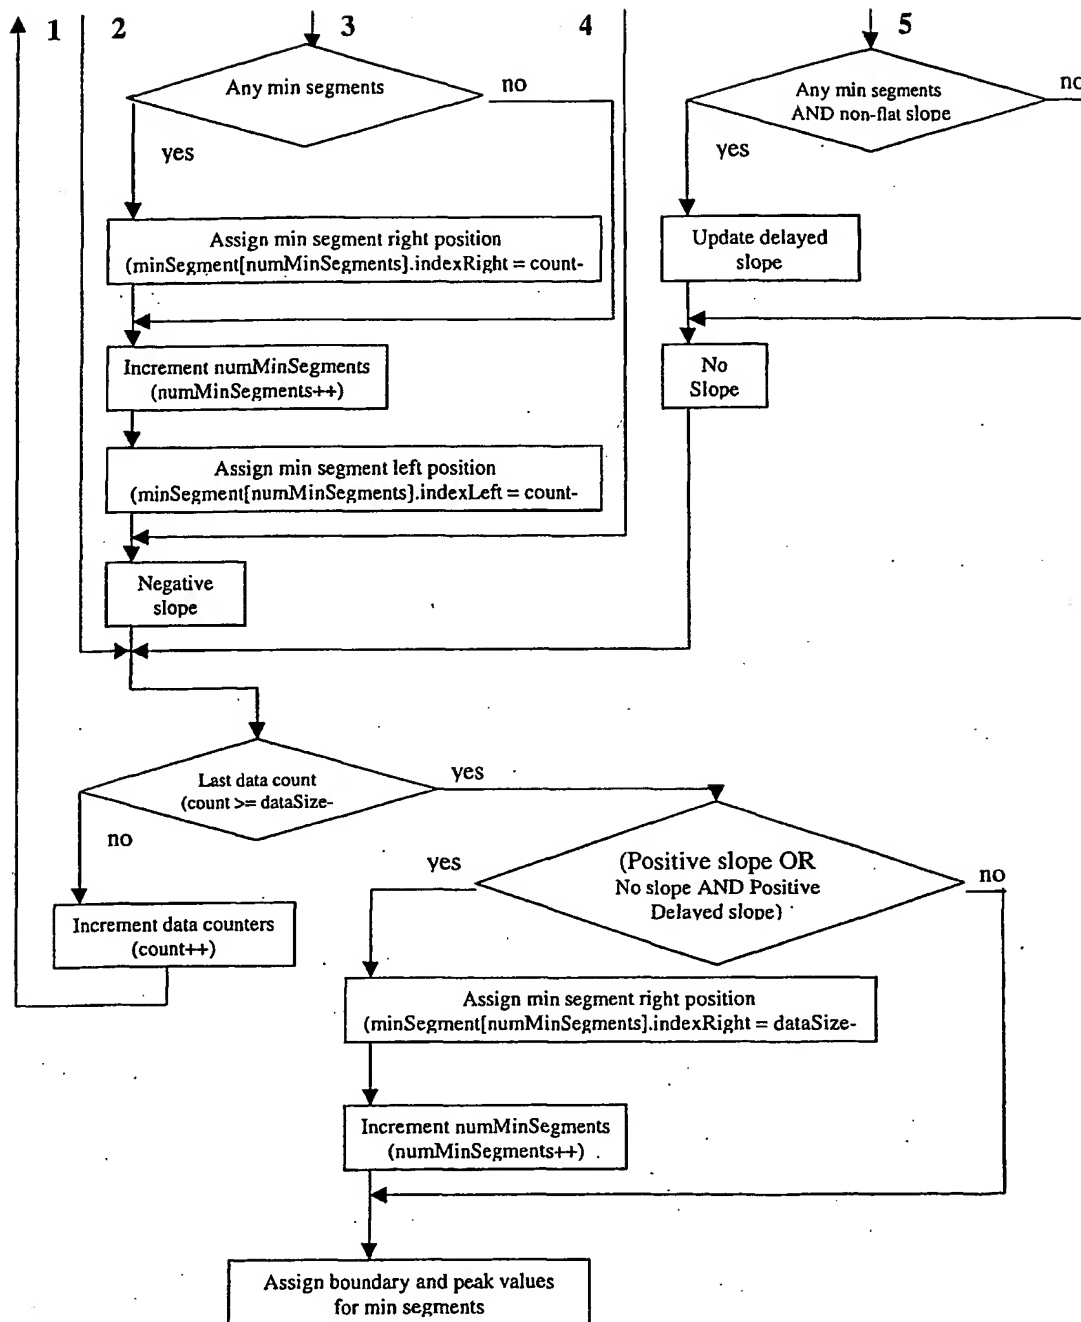 1
2
3
4
5
Any min segments
no
yes
Any min segments
AND non-flat slope
no
yes
Assign min segment right position
(minSegment[numMinSegments].indexRight = count-
Update delayed
slope
Increment numMinSegments
(numMinSegments++)
No
Slope
Assign min segment left position
(minSegment[numMinSegments].indexLeft = count-
Negative
slope
Last data count
(count >= dataSize-
yes
no
(Positive slope OR
No slope AND Positive
Delayed slope)
yes
no
Increment data counters
(count++)
Assign min segment right position
(minSegment[numMinSegments].indexRight = dataSize-
Increment numMinSegments
(numMinSegments++)
Assign boundary and peak values
for min segments